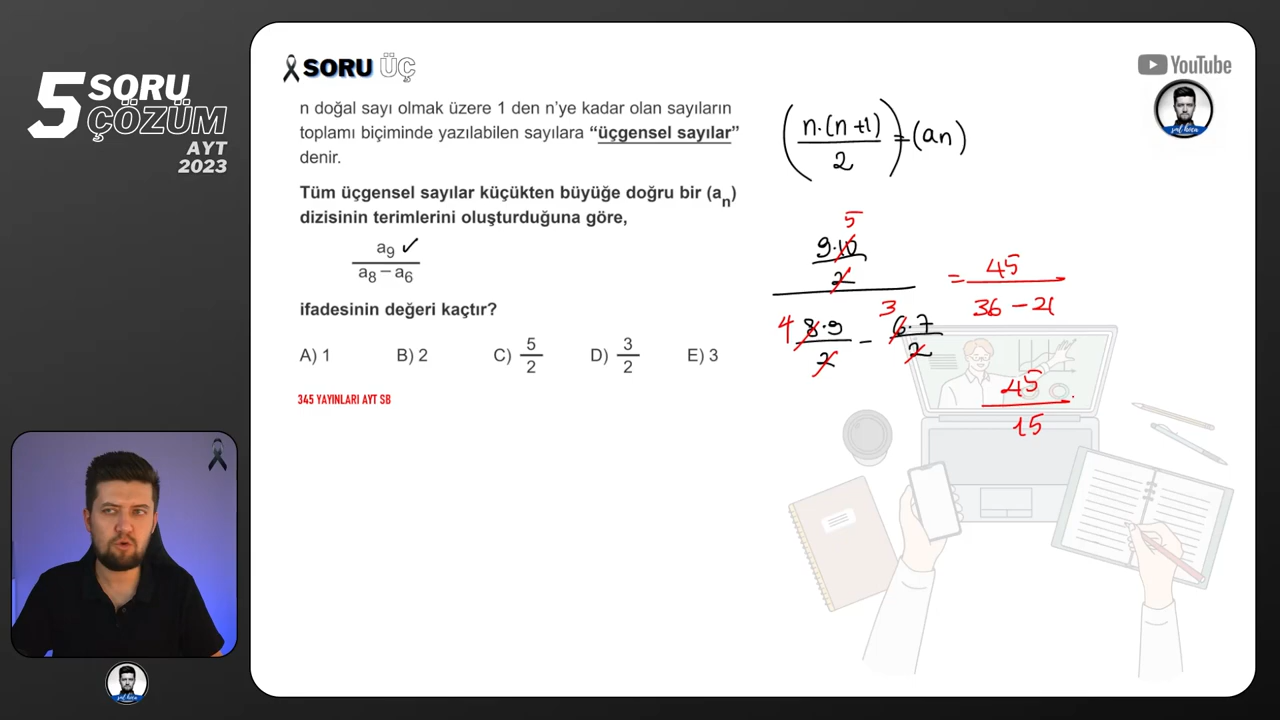 5 SORU
ÇÖZÜM
AYT
2023
SORU ÜÇ
YouTube
n doğal sayı olmak üzere 1 den n'ye kadar olan sayıların
toplamı biçiminde yazılabilen sayılara “üçgensel sayılar”
denir.
Tüm üçgensel sayılar küçükten büyüğe doğru bir (an)
dizisinin terimlerini oluşturduğuna göre,
a9 ✓
a8 – a6
ifadesinin değeri kaçtır?
A) 1 B) 2 C) 5/2 D) 3/2 E) 3
345 YAYINLARI AYT SB
(n.(n+1)/2) = (an)
5
9.10
2
4 8.9/2 – 3 6.7/2
= 45
36 – 21
45
15